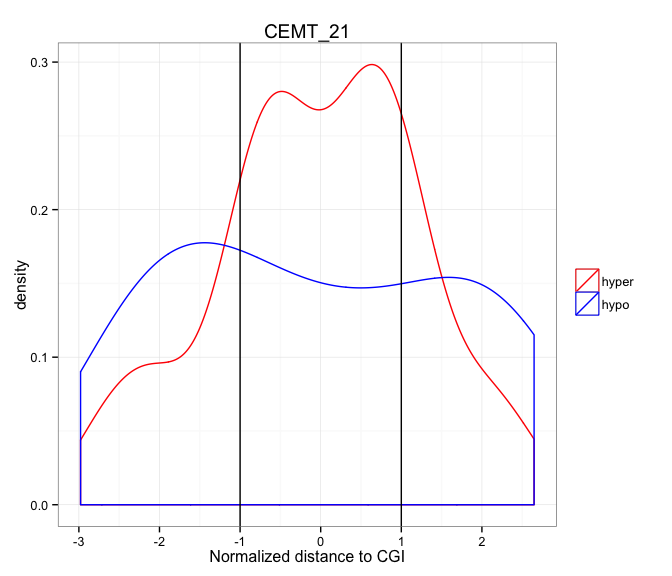 CEMT_21
0.3
0.2
0.1
0.0
density
-3 -2 -1 0 1 2
Normalized distance to CGI
hyper
hypo